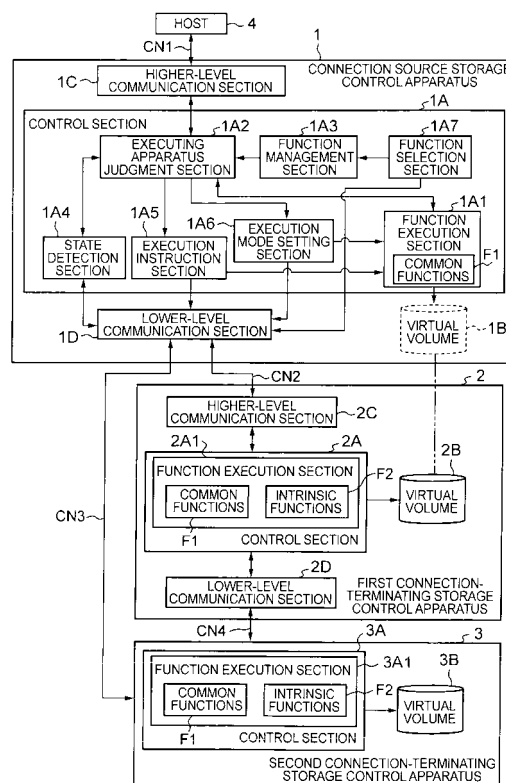 HOST
4
CN1
1
CONNECTION SOURCE STORAGE
CONTROL APPARATUS
1C
HIGHER-LEVEL
COMMUNICATION SECTION
1A
CONTROL SECTION
1A2
EXECUTING
APPARATUS
JUDGMENT SECTION
1A3
FUNCTION
MANAGEMENT
SECTION
1A7
FUNCTION
SELECTION
SECTION
1A4
STATE
DETECTION
SECTION
1A5
EXECUTION
INSTRUCTION
SECTION
1A6
EXECUTION
MODE SETTING
SECTION
1A1
FUNCTION
EXECUTION
SECTION
F1
COMMON
FUNCTIONS
1D
LOWER-LEVEL
COMMUNICATION SECTION
VIRTUAL
VOLUME
1B
CN2
2
HIGHER-LEVEL
COMMUNICATION SECTION
2C
2A1
2A
FUNCTION EXECUTION SECTION
F2
COMMON
FUNCTIONS
INTRINSIC
FUNCTIONS
F1
CONTROL SECTION
2B
VIRTUAL
VOLUME
CN3
2D
LOWER-LEVEL
COMMUNICATION SECTION
FIRST CONNECTION-
TERMINATING STORAGE
CONTROL APPARATUS
CN4
3A
3
FUNCTION EXECUTION SECTION
3A1
COMMON
FUNCTIONS
INTRINSIC
FUNCTIONS
F2
F1
CONTROL SECTION
3B
VIRTUAL
VOLUME
SECOND CONNECTION-TERMINATING
STORAGE CONTROL APPARATUS